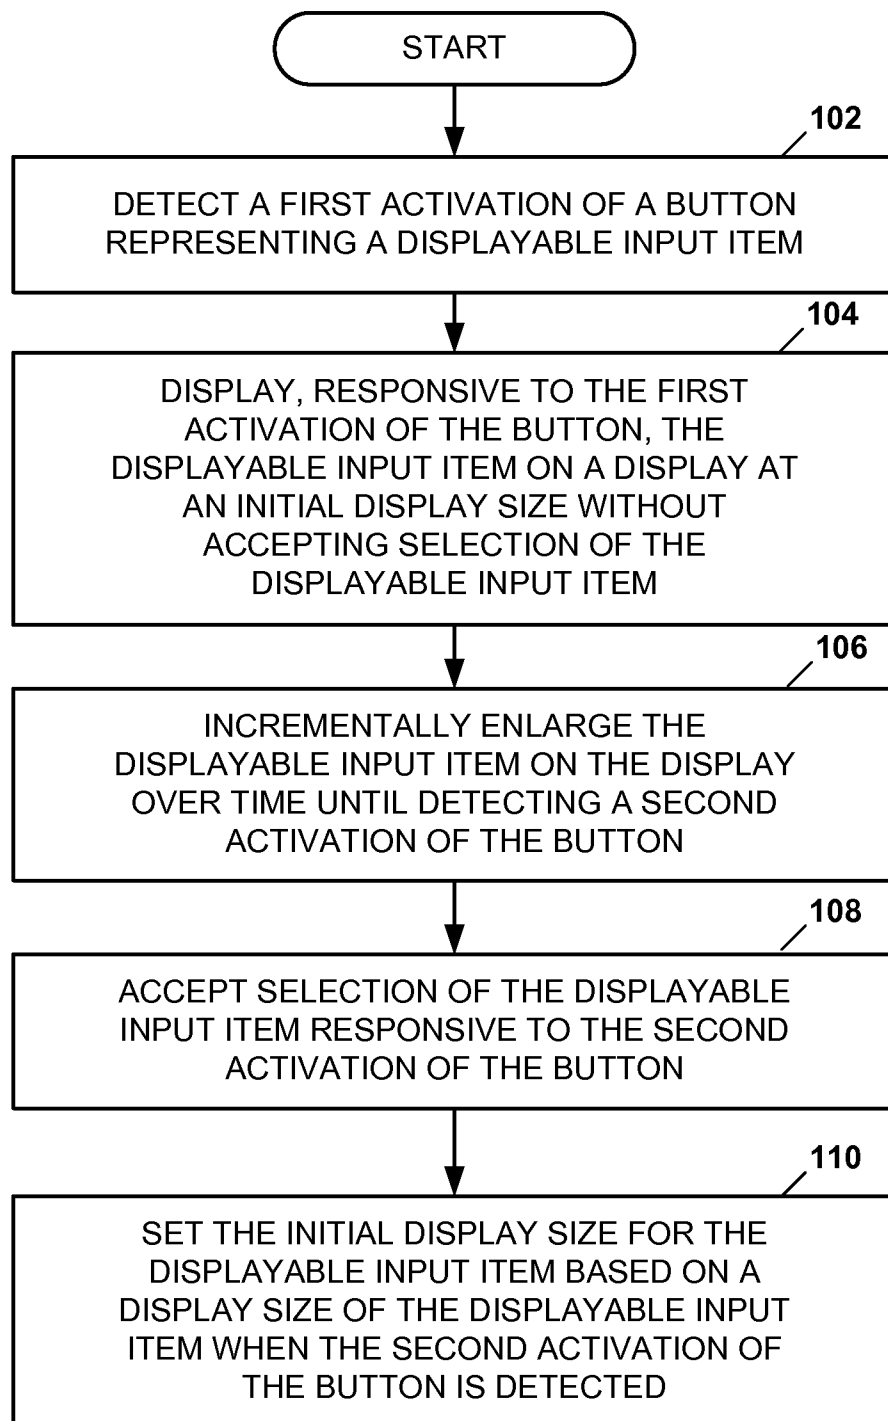 START
102
DETECT A FIRST ACTIVATION OF A BUTTON
REPRESENTING A DISPLAYABLE INPUT ITEM
104
DISPLAY, RESPONSIVE TO THE FIRST
ACTIVATION OF THE BUTTON, THE
DISPLAYABLE INPUT ITEM ON A DISPLAY AT
AN INITIAL DISPLAY SIZE WITHOUT
ACCEPTING SELECTION OF THE
DISPLAYABLE INPUT ITEM
106
INCREMENTALLY ENLARGE THE
DISPLAYABLE INPUT ITEM ON THE DISPLAY
OVER TIME UNTIL DETECTING A SECOND
ACTIVATION OF THE BUTTON
108
ACCEPT SELECTION OF THE DISPLAYABLE
INPUT ITEM RESPONSIVE TO THE SECOND
ACTIVATION OF THE BUTTON
110
SET THE INITIAL DISPLAY SIZE FOR THE
DISPLAYABLE INPUT ITEM BASED ON A
DISPLAY SIZE OF THE DISPLAYABLE INPUT
ITEM WHEN THE SECOND ACTIVATION OF
THE BUTTON IS DETECTED